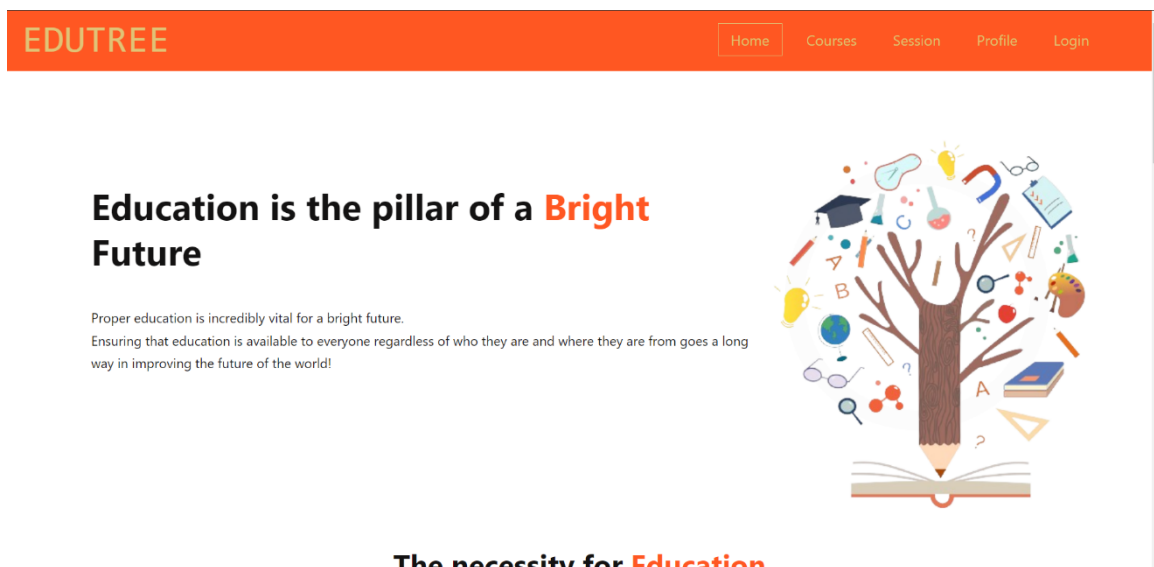 EDUTREE
Home Courses Session Profile Login
Education is the pillar of a Bright
Future
Proper education is incredibly vital for a bright future.
Ensuring that education is available to everyone regardless of who they are and where they are from goes a long
way in improving the future of the world!
C
?
A
B
?
A
?
The necessity for Education